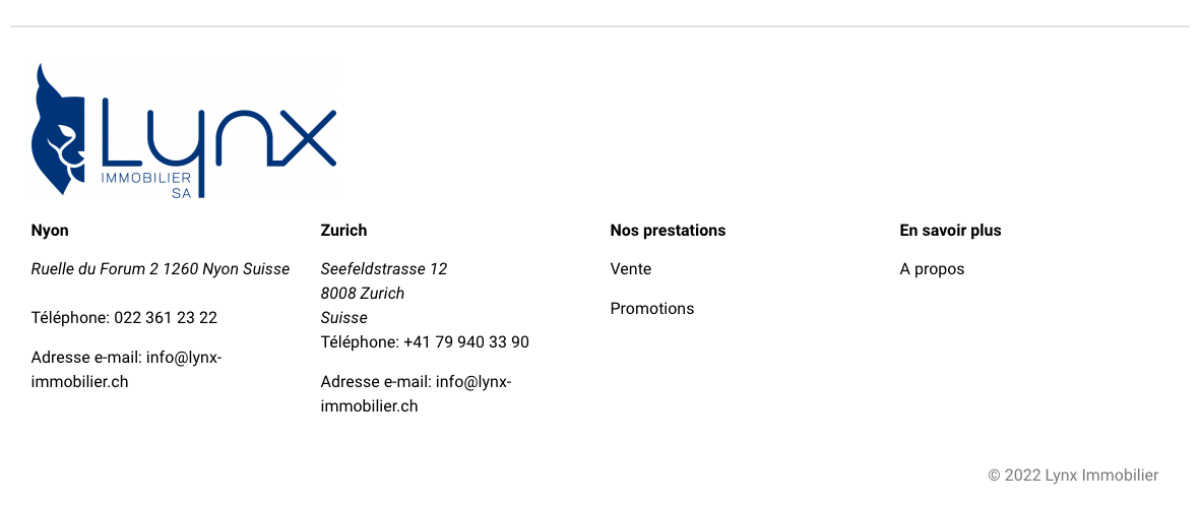 Lynx
IMMOBILIER
SA
Nyon
Ruelle du Forum 2 1260 Nyon Suisse
Téléphone: 022 361 23 22
Adresse e-mail: info@lynx-
immobilier.ch
Zurich
Seefeldstrasse 12
8008 Zurich
Suisse
Téléphone: +41 79 940 33 90
Adresse e-mail: info@lynx-
immobilier.ch
Nos prestations
Vente
Promotions
En savoir plus
A propos
© 2022 Lynx Immobilier